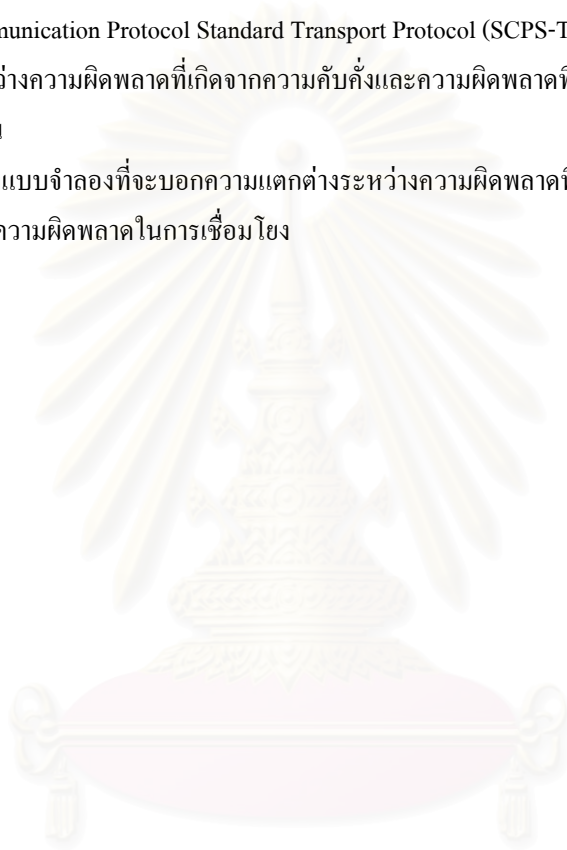 munication Protocol Standard Transport Protocol (SCPS-T
ว่างความผิดพลาดที่เกิดจากความคับคั่งและความผิดพลาดที
แบบจำลองที่จะบอกความแตกต่างระหว่างความผิดพลาดที
ความผิดพลาดในการเชื่อมโยง